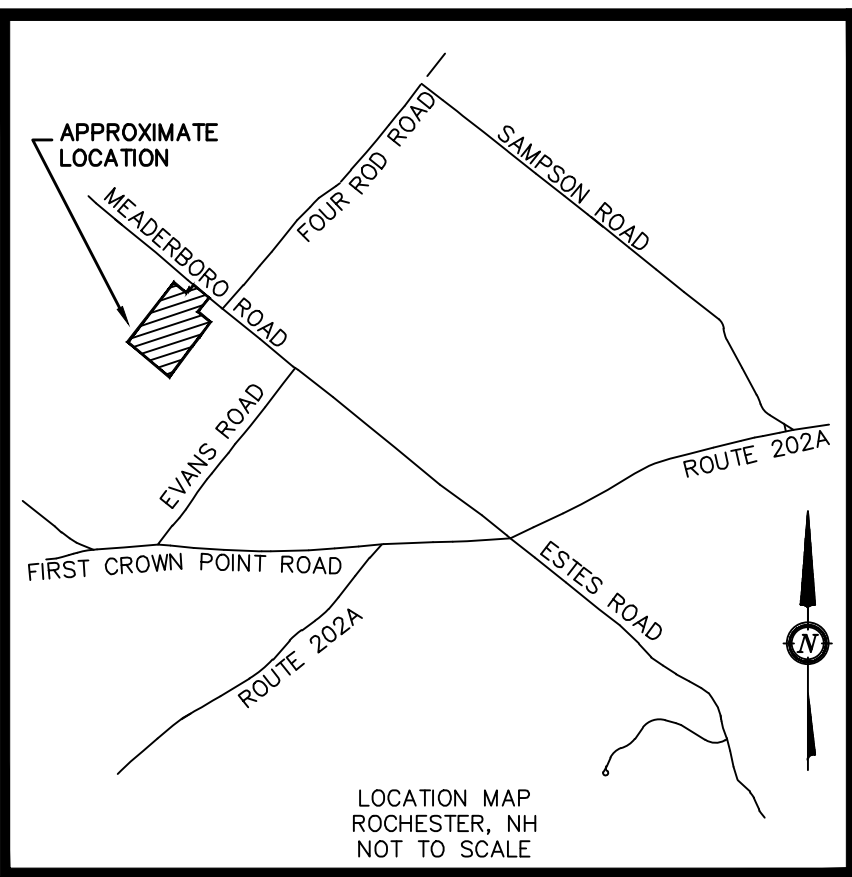 APPROXIMATE
LOCATION
MEADERBORO ROAD
FOUR ROD ROAD
SAMPSON ROAD
EVANS ROAD
ROUTE 202A
FIRST CROWN POINT ROAD
ESTES ROAD
ROUTE 202A
N
LOCATION MAP
ROCHESTER, NH
NOT TO SCALE